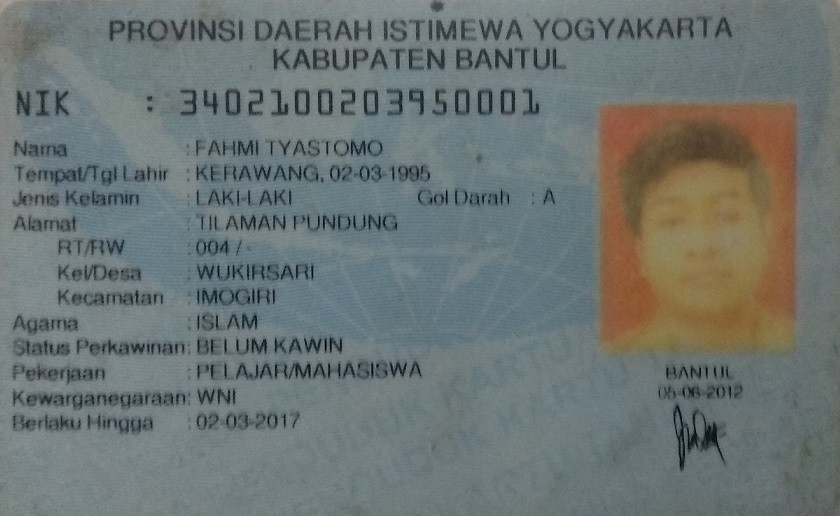 PROVINSI DAERAH ISTIMEWA YOGYAKARTA
KABUPATEN BANTUL
NIK : 3402100203950001
Nama : FAHMI TYASTOMO
Tempat/Tgl Lahir : KERAWANG, 02-03-1995
Jenis Kelamin : LAKI-LAKI Gol Darah : A
Alamat : TILAMAN PUNDUNG
RT/RW : 004 / -
Kel/Desa : WUKIRSARI
Kecamatan : IMOGIRI
Agama : ISLAM
Status Perkawinan: BELUM KAWIN
Pekerjaan : PELAJAR/MAHASISWA
Kewarganegaraan: WNI
Berlaku Hingga : 02-03-2017
BANTUL
05-06-2012